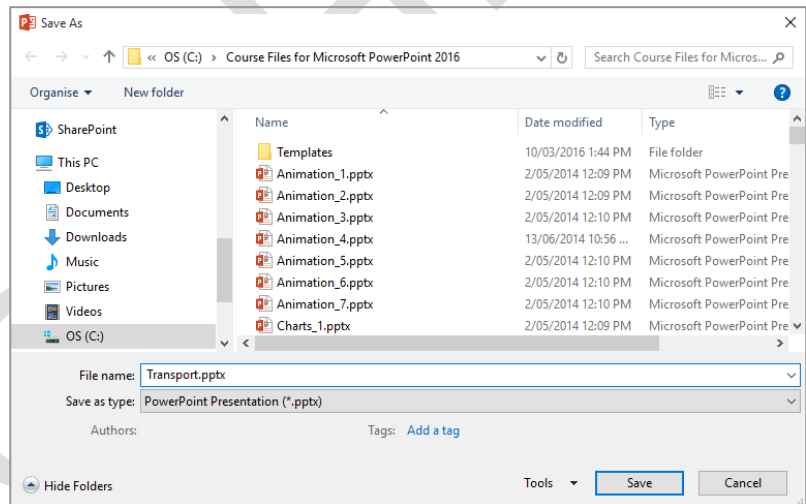 Save As
« OS (C:) › Course Files for Microsoft PowerPoint 2016
Search Course Files for Micros...
Organise
New folder
SharePoint
This PC
Desktop
Documents
Downloads
Music
Pictures
Videos
OS (C:)
Name Date modified Type
Templates 10/03/2016 1:44 PM File folder
Animation_1.pptx 2/05/2014 12:09 PM Microsoft PowerPoint Pre
Animation_2.pptx 2/05/2014 12:09 PM Microsoft PowerPoint Pre
Animation_3.pptx 2/05/2014 12:10 PM Microsoft PowerPoint Pre
Animation_4.pptx 13/06/2014 10:56 ... Microsoft PowerPoint Pre
Animation_5.pptx 2/05/2014 12:10 PM Microsoft PowerPoint Pre
Animation_6.pptx 2/05/2014 12:10 PM Microsoft PowerPoint Pre
Animation_7.pptx 2/05/2014 12:10 PM Microsoft PowerPoint Pre
Charts_1.pptx 2/05/2014 12:09 PM Microsoft PowerPoint Pre
File name: Transport.pptx
Save as type: PowerPoint Presentation (*.pptx)
Authors:
Tags: Add a tag
Hide Folders
Tools
Save
Cancel